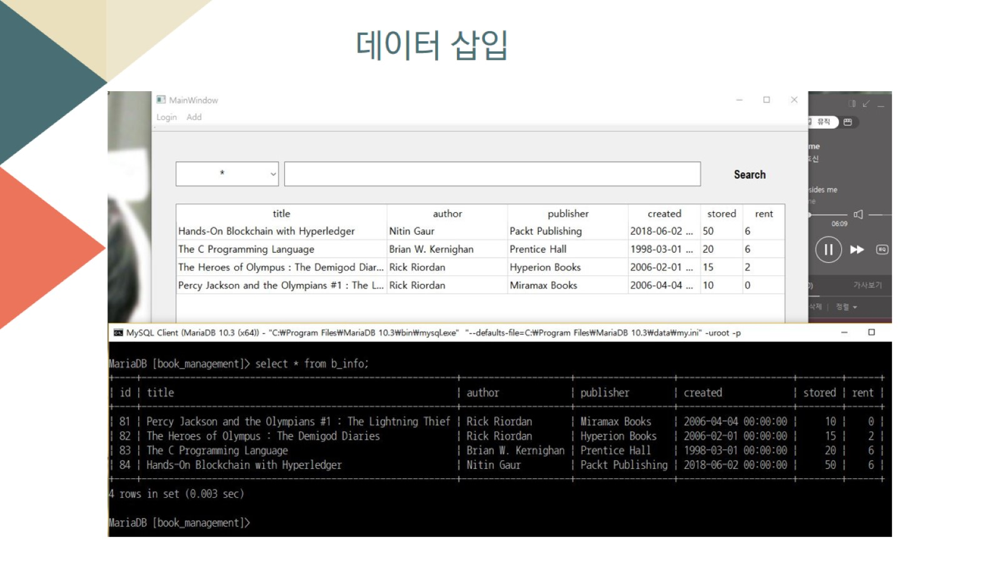 데이터 삽입
MainWindow
Login Add
뮤직
me
효신
* Search
sides me
me
06:09
title author publisher created stored rent
Hands-On Blockchain with Hyperledger Nitin Gaur Packt Publishing 2018-06-02 ... 50 6
The C Programming Language Brian W. Kernighan Prentice Hall 1998-03-01 ... 20 6
EQ
The Heroes of Olympus : The Demigod Diar... Rick Riordan Hyperion Books 2006-02-01 ... 15 2
Percy Jackson and the Olympians #1 : The L... Rick Riordan Miramax Books 2006-04-04 ... 10 0
가사보기
삭제 | 정렬
MySQL Client (MariaDB 10.3 (x64)) - "C:₩Program Files₩MariaDB 10.3₩bin₩mysql.exe" "--defaults-file=C:₩Program Files₩MariaDB 10.3₩data₩my.ini" -uroot -p
MariaDB [book_management]> select * from b_info;
| id | title | author | publisher | created | stored | rent |
| 81 | Percy Jackson and the Olympians #1 : The Lightning Thief | Rick Riordan | Miramax Books | 2006-04-04 00:00:00 | 10 | 0 |
| 82 | The Heroes of Olympus : The Demigod Diaries | Rick Riordan | Hyperion Books | 2006-02-01 00:00:00 | 15 | 2 |
| 83 | The C Programming Language | Brian W. Kernighan | Prentice Hall | 1998-03-01 00:00:00 | 20 | 6 |
| 84 | Hands-On Blockchain with Hyperledger | Nitin Gaur | Packt Publishing | 2018-06-02 00:00:00 | 50 | 6 |
4 rows in set (0.003 sec)
MariaDB [book_management]>